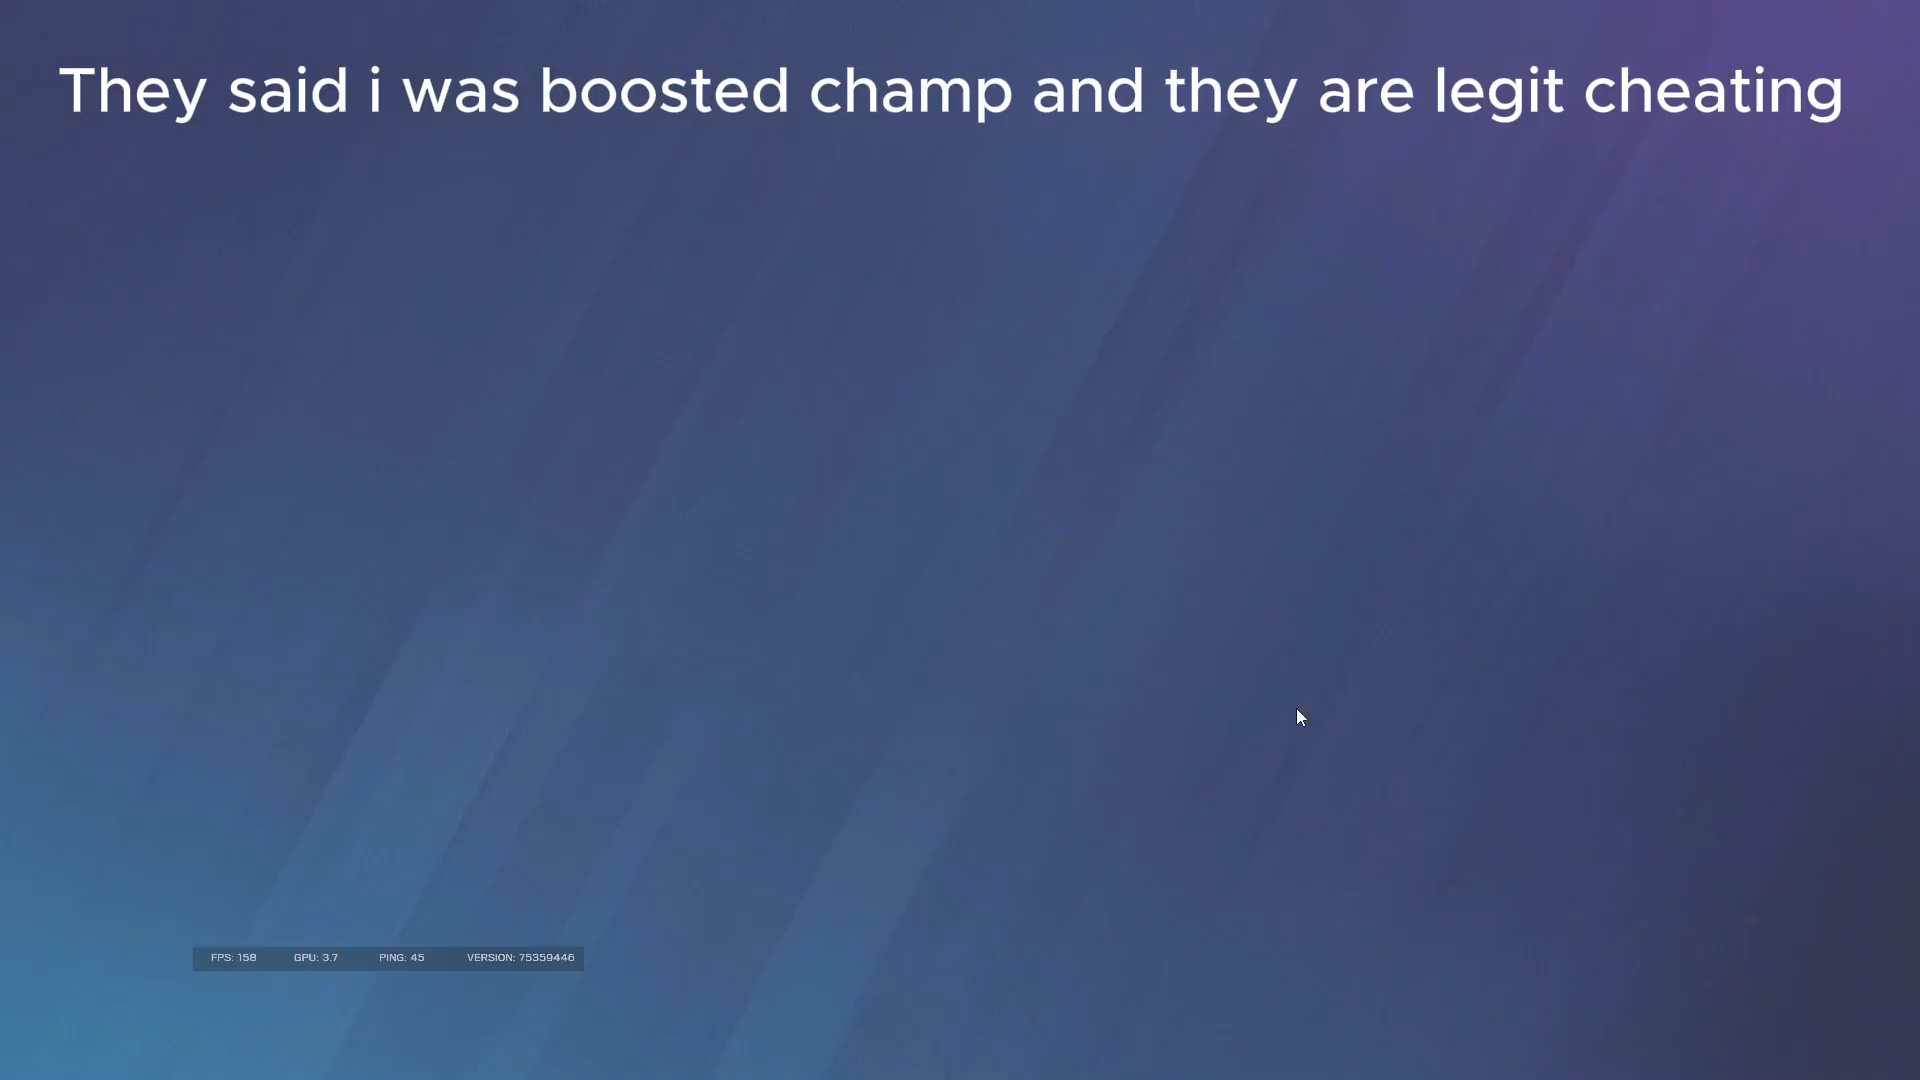 They said i was boosted champ and they are legit cheating
FPS: 158 GPU: 3.7 PING: 45 VERSION: 75359446